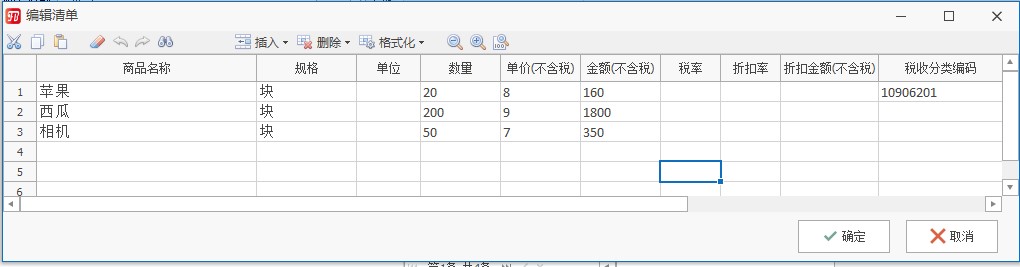 编辑清单
插入 删除 格式化
商品名称 规格 单位 数量 单价(不含税) 金额(不含税) 税率 折扣率 折扣金额(不含税) 税收分类编码
1 苹果 块 20 8 160 10906201
2 西瓜 块 200 9 1800
3 相机 块 50 7 350
4
5
6
确定 取消